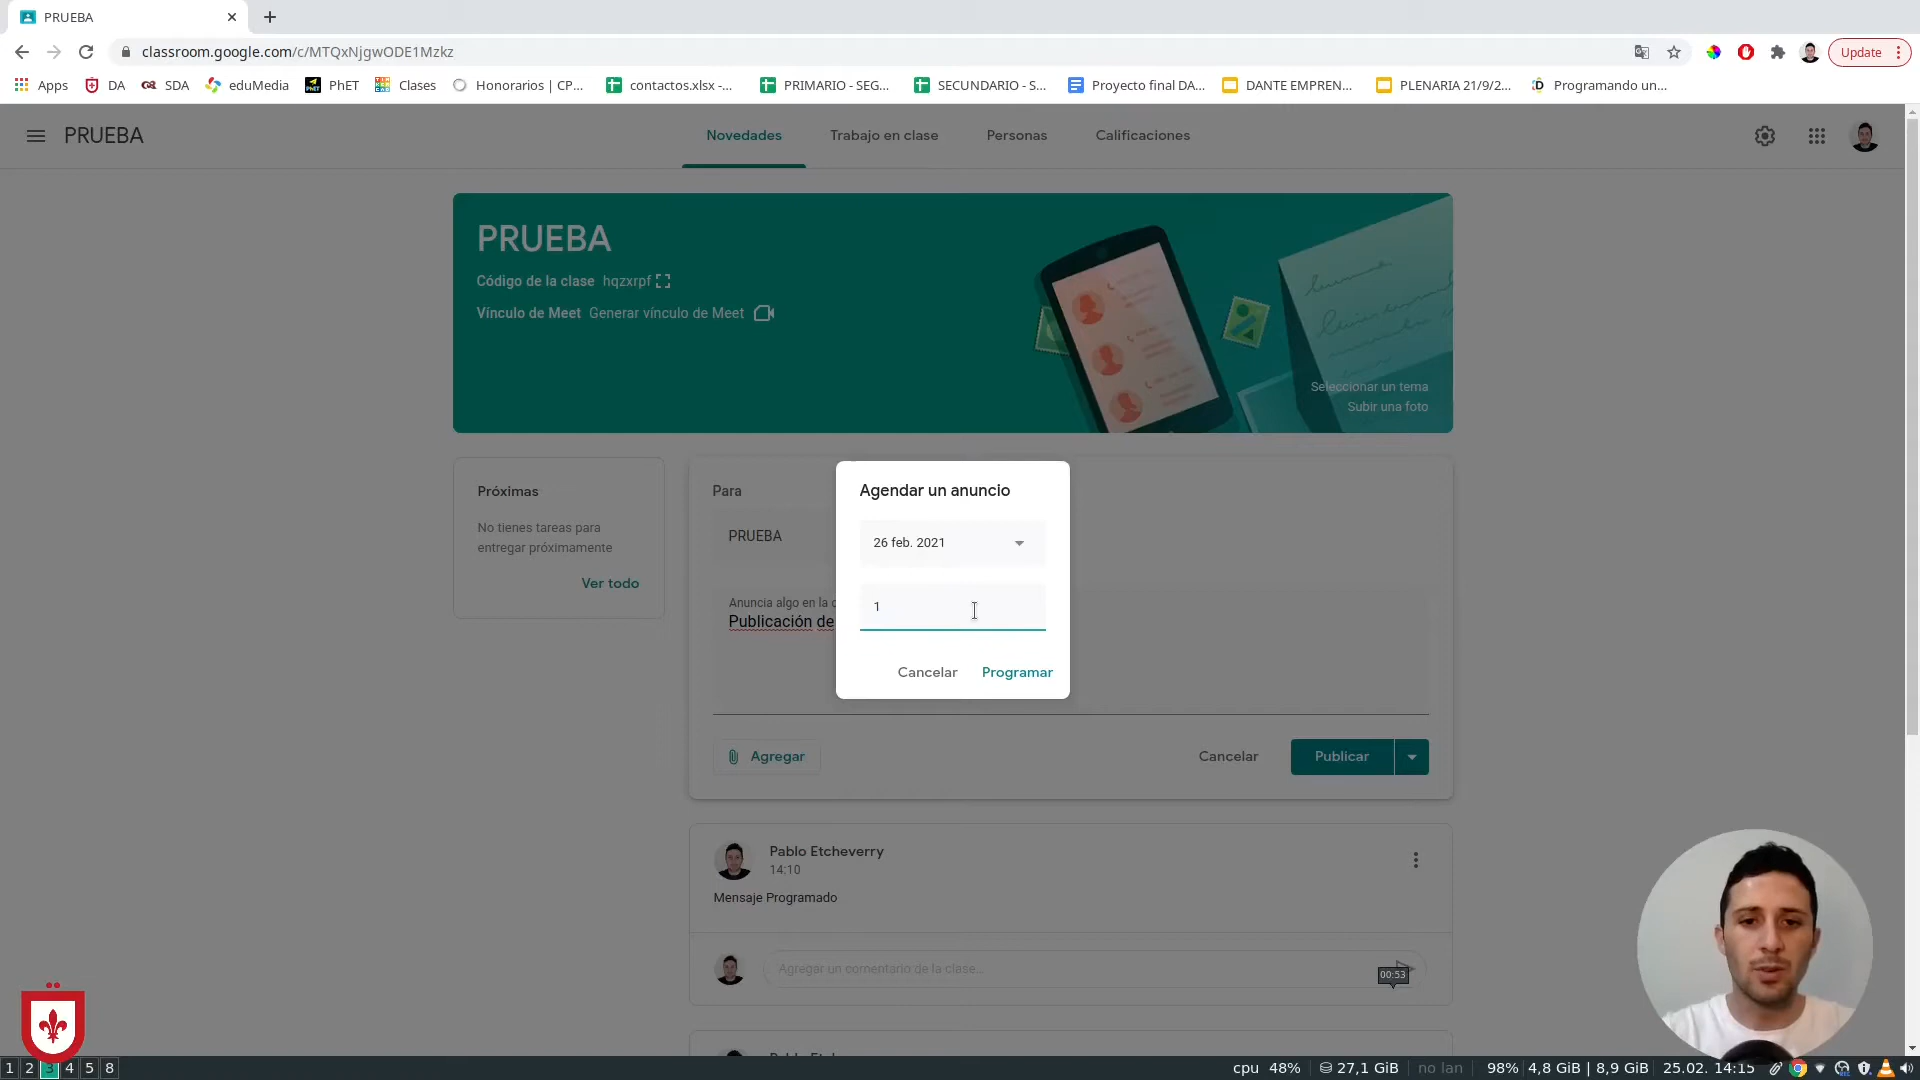 PRUEBA
classroom.google.com/c/MTQxNjgwODE1Mzkz
Update
Apps
DA
SDA
eduMedia
PhET
Clases
Honorarios | CP...
contactos.xlsx -...
PRIMARIO - SEG...
SECUNDARIO - S...
Proyecto final DA...
DANTE EMPREN...
PLENARIA 21/9/2...
Programando un...
PRUEBA
Novedades
Trabajo en clase
Personas
Calificaciones
PRUEBA
Código de la clase hqzxrpf
Vínculo de Meet Generar vínculo de Meet
Seleccionar un tema
Subir una foto
Próximas
No tienes tareas para
entregar próximamente
Ver todo
Para
PRUEBA
Anuncia algo en la c
Publicación de
Agendar un anuncio
26 feb. 2021
1
Cancelar
Programar
Agregar
Cancelar
Publicar
Pablo Etcheverry
14:10
Mensaje Programado
Agregar un comentario de la clase...
00:53
1 2 3 4 5 8
cpu 48% 27,1 GiB no lan 98% 4,8 GiB | 8,9 GiB 25.02. 14:15